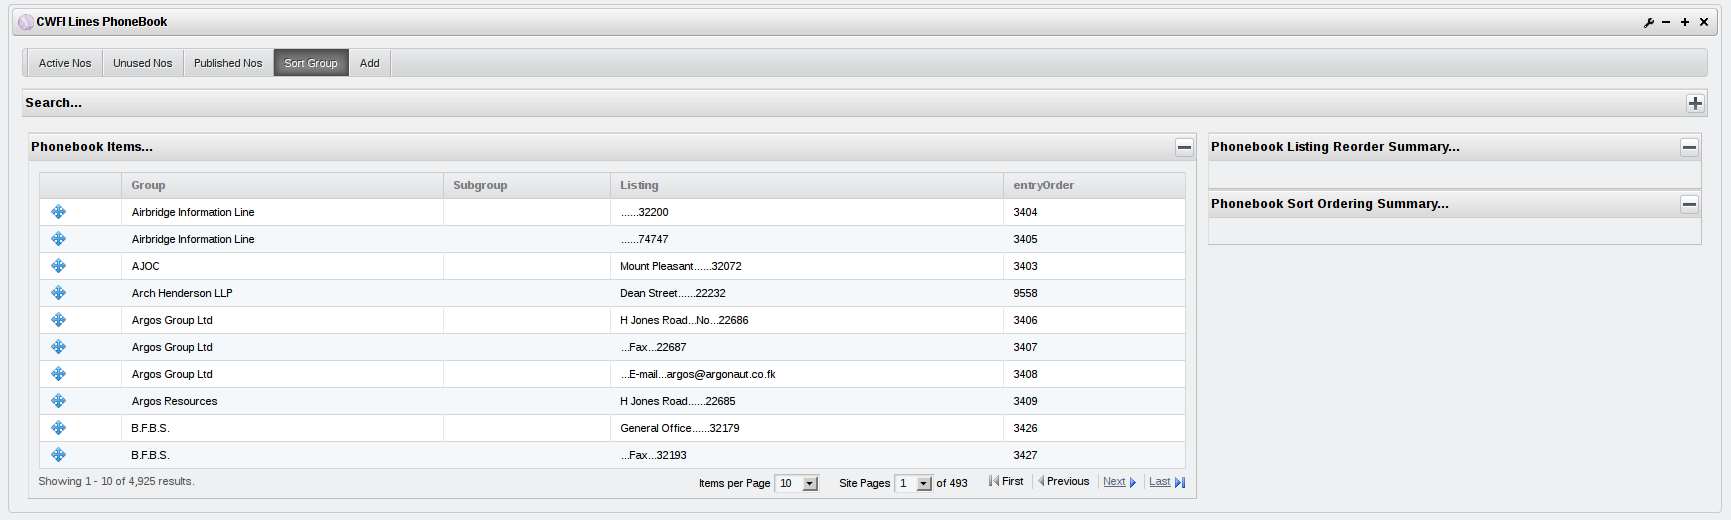 CWFI Lines PhoneBook
Active Nos Unused Nos Published Nos Sort Group Add
Search...
Phonebook Items...
Group Subgroup Listing entryOrder
Airbridge Information Line ......32200 3404
Airbridge Information Line ......74747 3405
AJOC Mount Pleasant......32072 3403
Arch Henderson LLP Dean Street......22232 9558
Argos Group Ltd H Jones Road...No...22686 3406
Argos Group Ltd ...Fax...22687 3407
Argos Group Ltd ...E-mail...argos@argonaut.co.fk 3408
Argos Resources H Jones Road......22685 3409
B.F.B.S. General Office......32179 3426
B.F.B.S. ...Fax...32193 3427
Showing 1 - 10 of 4,925 results. Items per Page 10 Site Pages 1 of 493 First Previous Next Last
Phonebook Listing Reorder Summary...
Phonebook Sort Ordering Summary...